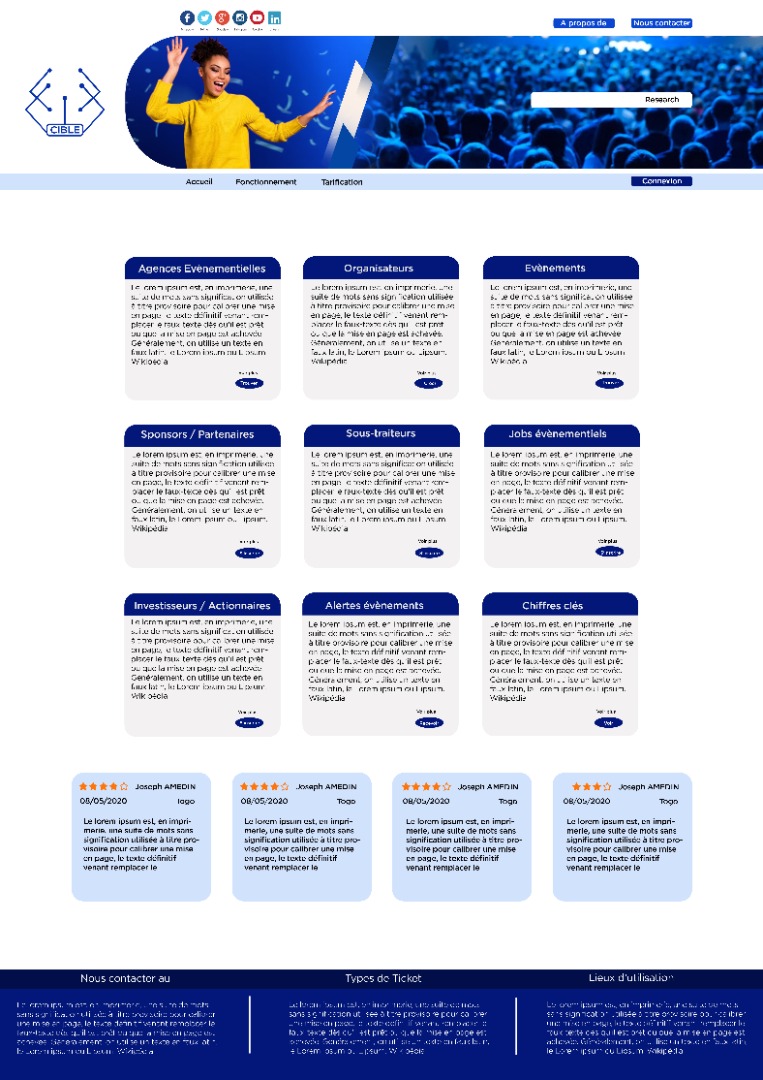 A propos de
Nous contacter
Research
CIBLE
Accueil
Fonctionnement
Tarification
Connexion
Agences Evènementielles
Le lorem ipsum est, en imprimerie, une
suite de mots sans signification utilisée
à titre provisoire pour calibrer une mise
en page, le texte définitif venant rem-
placer le faux-texte dès qu'il est prêt
ou que la mise en page est achevée.
Généralement, on utilise un texte en
faux latin, le Lorem ipsum ou Lipsum.
Wikipédia
Voir plus
Trouver
Organisateurs
Le lorem ipsum est, en imprimerie, une
suite de mots sans signification utilisée
à titre provisoire pour calibrer une mise
en page, le texte définitif venant rem-
placer le faux-texte dès qu'il est prêt
ou que la mise en page est achevée.
Généralement, on utilise un texte en
faux latin, le Lorem ipsum ou Lipsum.
Wikipédia
Voir plus
Evènements
Le lorem ipsum est, en imprimerie, une
suite de mots sans signification utilisée
à titre provisoire pour calibrer une mise
en page, le texte définitif venant rem-
placer le faux-texte dès qu'il est prêt
ou que la mise en page est achevée.
Généralement, on utilise un texte en
faux latin, le Lorem ipsum ou Lipsum.
Wikipédia
Voir plus
Trouver
Sponsors / Partenaires
Le lorem ipsum est, en imprimerie, une
suite de mots sans signification utilisée
à titre provisoire pour calibrer une mise
en page, le texte définitif venant rem-
placer le faux-texte dès qu'il est prêt
ou que la mise en page est achevée.
Généralement, on utilise un texte en
faux latin, le Lorem ipsum ou Lipsum.
Wikipédia
Voir plus
Sous-traiteurs
Le lorem ipsum est, en imprimerie, une
suite de mots sans signification utilisée
à titre provisoire pour calibrer une mise
en page, le texte définitif venant rem-
placer le faux-texte dès qu'il est prêt
ou que la mise en page est achevée.
Généralement, on utilise un texte en
faux latin, le Lorem ipsum ou Lipsum.
Wikipédia
Voir plus
Jobs évènementiels
Le lorem ipsum est, en imprimerie, une
suite de mots sans signification utilisée
à titre provisoire pour calibrer une mise
en page, le texte définitif venant rem-
placer le faux-texte dès qu'il est prêt
ou que la mise en page est achevée.
Généralement, on utilise un texte en
faux latin, le Lorem ipsum ou Lipsum.
Wikipédia
Voir plus
Investisseurs / Actionnaires
Le lorem ipsum est, en imprimerie, une
suite de mots sans signification utilisée
à titre provisoire pour calibrer une mise
en page, le texte définitif venant rem-
placer le faux-texte dès qu'il est prêt
ou que la mise en page est achevée.
Généralement, on utilise un texte en
faux latin, le Lorem ipsum ou Lipsum.
Wikipédia
Voir plus
Alertes évènements
Le lorem ipsum est, en imprimerie, une
suite de mots sans signification utilisée
à titre provisoire pour calibrer une mise
en page, le texte définitif venant rem-
placer le faux-texte dès qu'il est prêt
ou que la mise en page est achevée.
Généralement, on utilise un texte en
faux latin, le Lorem ipsum ou Lipsum.
Wikipédia
Voir plus
Recevoir
Chiffres clés
Le lorem ipsum est, en imprimerie, une
suite de mots sans signification utilisée
à titre provisoire pour calibrer une mise
en page, le texte définitif venant rem-
placer le faux-texte dès qu'il est prêt
ou que la mise en page est achevée.
Généralement, on utilise un texte en
faux latin, le Lorem ipsum ou Lipsum.
Wikipédia
Voir plus
Voir
Joseph AMEDIN
08/05/2020 Togo
Le lorem ipsum est, en impri-
merie, une suite de mots sans
signification utilisée à titre pro-
visoire pour calibrer une mise
en page, le texte définitif
venant remplacer le
Joseph AMEDIN
08/05/2020 Togo
Le lorem ipsum est, en impri-
merie, une suite de mots sans
signification utilisée à titre pro-
visoire pour calibrer une mise
en page, le texte définitif
venant remplacer le
Joseph AMEDIN
08/05/2020 Togo
Le lorem ipsum est, en impri-
merie, une suite de mots sans
signification utilisée à titre pro-
visoire pour calibrer une mise
en page, le texte définitif
venant remplacer le
Joseph AMEDIN
08/05/2020 Togo
Le lorem ipsum est, en impri-
merie, une suite de mots sans
signification utilisée à titre pro-
visoire pour calibrer une mise
en page, le texte définitif
venant remplacer le
Nous contacter au
Le lorem ipsum est, en imprimerie, une suite de mots
sans signification utilisée à titre provisoire pour calibrer
une mise en page, le texte définitif venant remplacer le
faux-texte dès qu'il est prêt ou que la mise en page est
achevée. Généralement, on utilise un texte en faux latin,
le Lorem ipsum ou Lipsum. Wikipédia
Types de Ticket
Le lorem ipsum est, en imprimerie, une suite de mots
sans signification utilisée à titre provisoire pour calibrer
une mise en page, le texte définitif venant remplacer le
faux-texte dès qu'il est prêt ou que la mise en page est
achevée. Généralement, on utilise un texte en faux latin,
le Lorem ipsum ou Lipsum. Wikipédia
Lieux d'utilisation
Le lorem ipsum est, en imprimerie, une suite de mots
sans signification utilisée à titre provisoire pour calibrer
une mise en page, le texte définitif venant remplacer le
faux-texte dès qu'il est prêt ou que la mise en page est
achevée. Généralement, on utilise un texte en faux latin,
le Lorem ipsum ou Lipsum. Wikipédia